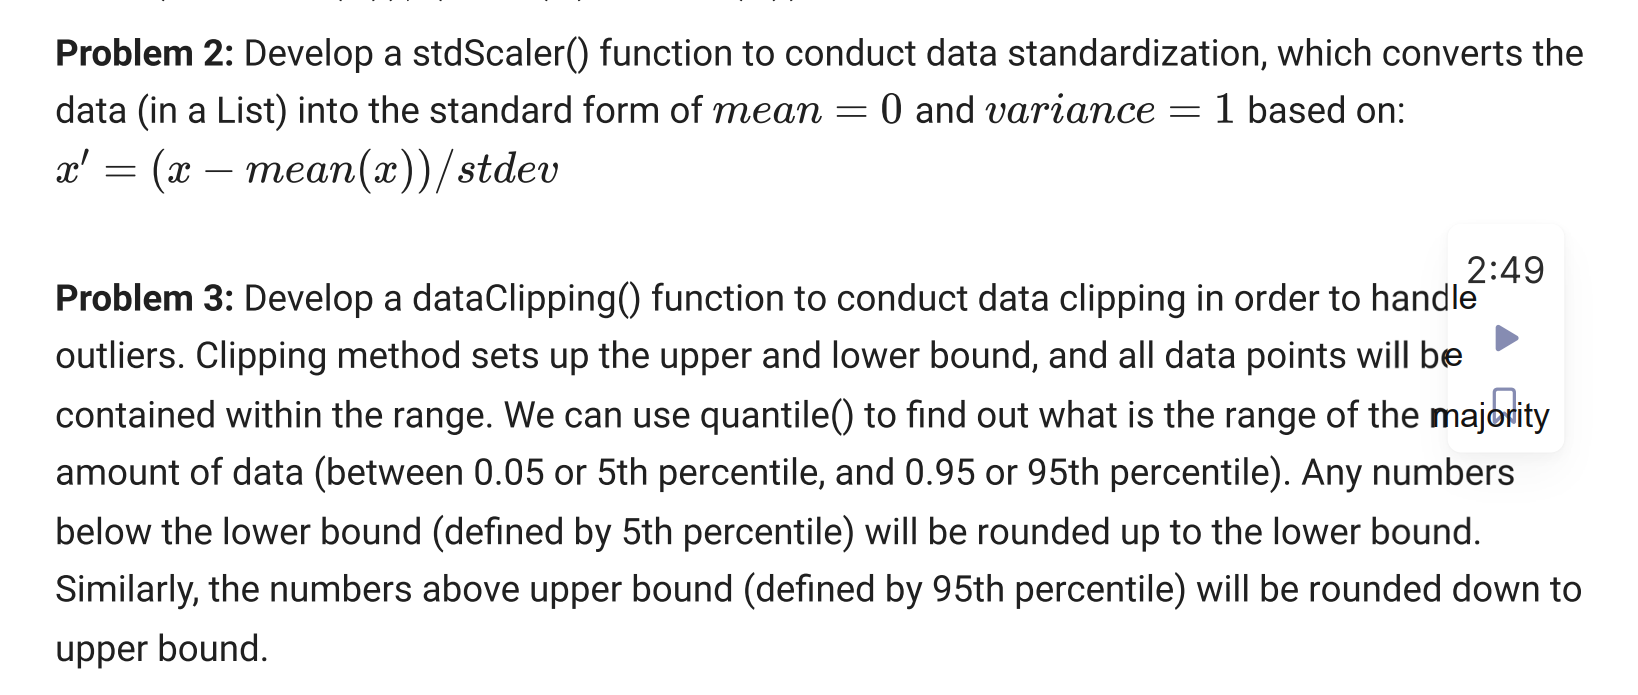 Problem 2: Develop a stdScaler() function to conduct data standardization, which converts the
data (in a List) into the standard form of mean = 0 and variance = 1 based on:
x′ = (x − mean(x))/stdev
2:49
Problem 3: Develop a dataClipping() function to conduct data clipping in order to handle
outliers. Clipping method sets up the upper and lower bound, and all data points will be
contained within the range. We can use quantile() to find out what is the range of the majority
amount of data (between 0.05 or 5th percentile, and 0.95 or 95th percentile). Any numbers
below the lower bound (defined by 5th percentile) will be rounded up to the lower bound.
Similarly, the numbers above upper bound (defined by 95th percentile) will be rounded down to
upper bound.